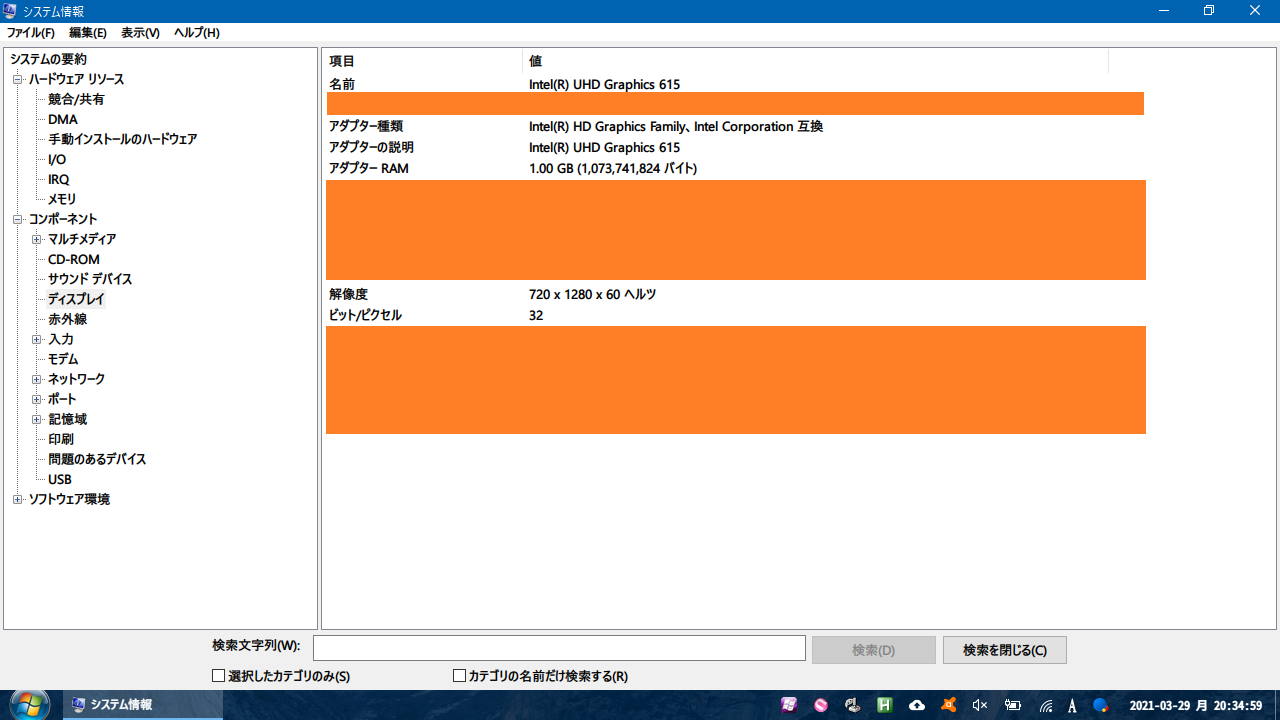 システム情報
ファイル(F) 編集(E) 表示(V) ヘルプ(H)
システムの要約
ハードウェア リソース
競合/共有
DMA
手動インストールのハードウェア
I/O
IRQ
メモリ
コンポーネント
マルチメディア
CD-ROM
サウンド デバイス
ディスプレイ
赤外線
入力
モデム
ネットワーク
ポート
記憶域
印刷
問題のあるデバイス
USB
ソフトウェア環境
項目 値
名前 Intel(R) UHD Graphics 615
アダプター種類 Intel(R) HD Graphics Family、Intel Corporation 互換
アダプターの説明 Intel(R) UHD Graphics 615
アダプター RAM 1.00 GB (1,073,741,824 バイト)
解像度 720 x 1280 x 60 ヘルツ
ビット/ピクセル 32
検索文字列(W): 検索(D) 検索を閉じる(C)
選択したカテゴリのみ(S) カテゴリの名前だけ検索する(R)
システム情報 H A 2021-03-29 月 20:34:59